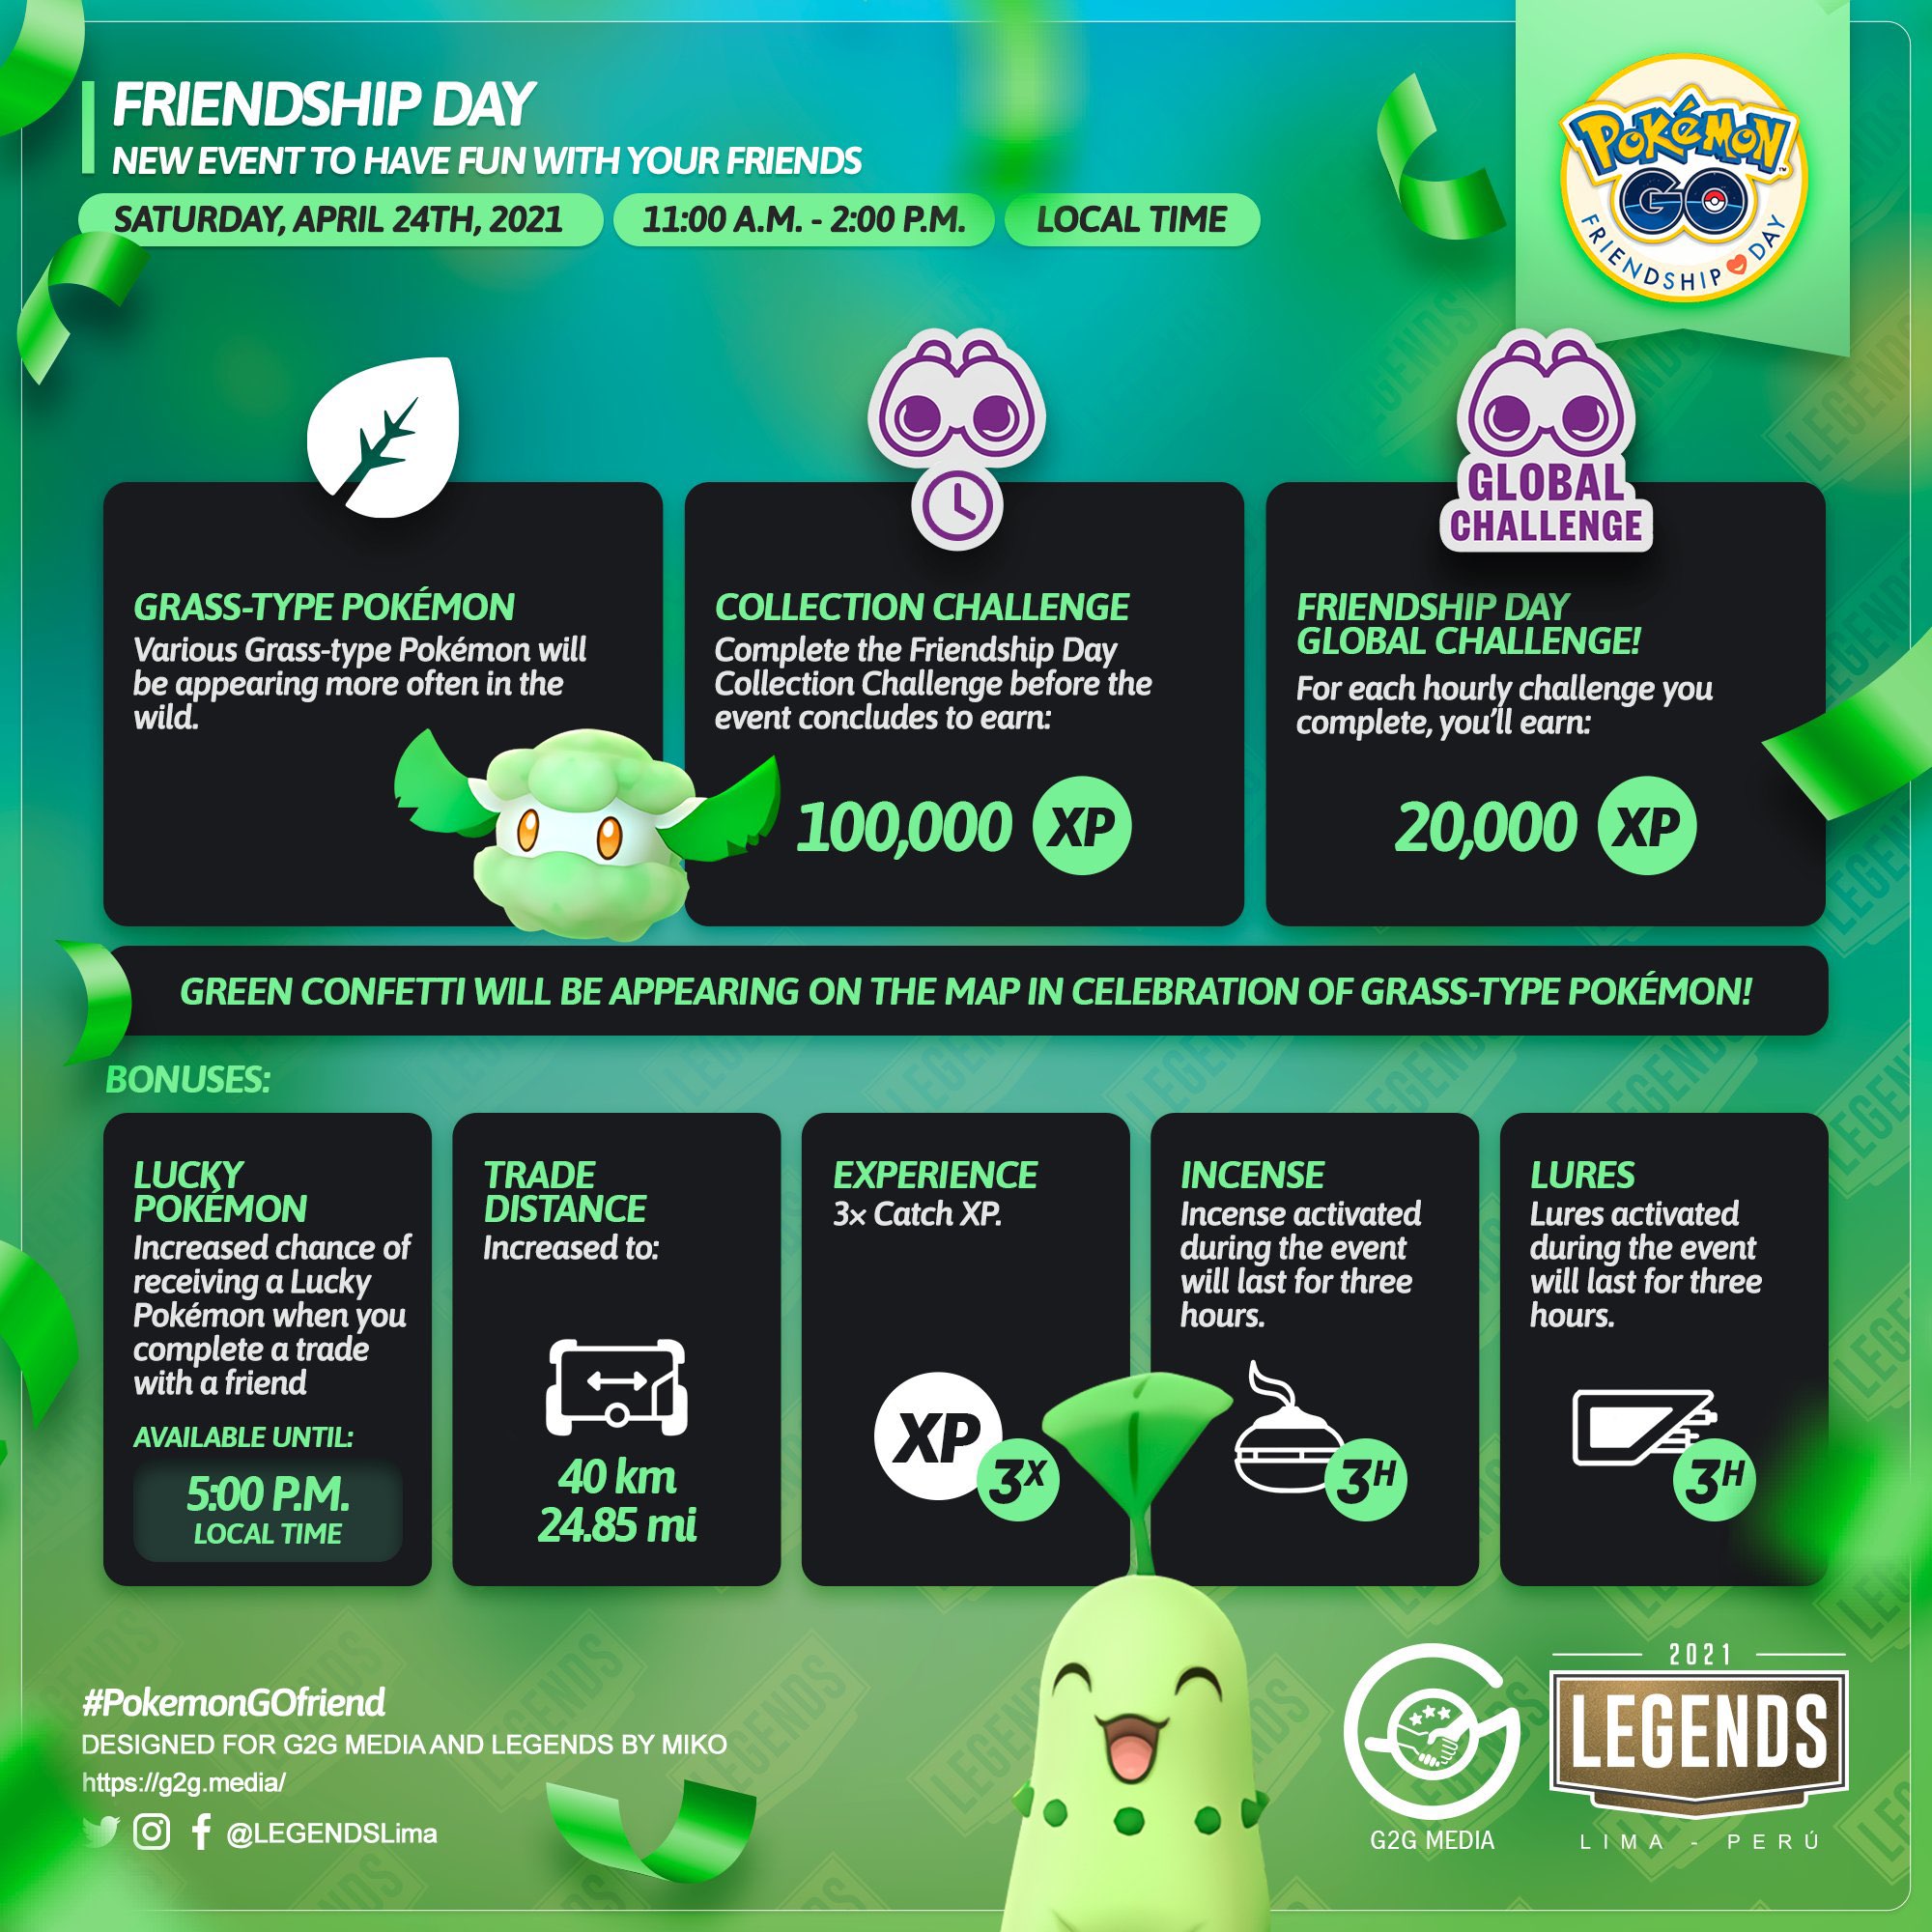 FRIENDSHIP DAY
NEW EVENT TO HAVE FUN WITH YOUR FRIENDS
SATURDAY, APRIL 24TH, 2021
11:00 A.M. - 2:00 P.M.
LOCAL TIME
POKéMON
GO
FRIENDSHIP DAY
GRASS-TYPE POKÉMON
Various Grass-type Pokémon will
be appearing more often in the
wild.
COLLECTION CHALLENGE
Complete the Friendship Day
Collection Challenge before the
event concludes to earn:
100,000 XP
GLOBAL
CHALLENGE
FRIENDSHIP DAY
GLOBAL CHALLENGE!
For each hourly challenge you
complete, you'll earn:
20,000 XP
GREEN CONFETTI WILL BE APPEARING ON THE MAP IN CELEBRATION OF GRASS-TYPE POKÉMON!
BONUSES:
LUCKY
POKÉMON
Increased chance of
receiving a Lucky
Pokémon when you
complete a trade
with a friend
AVAILABLE UNTIL:
5:00 P.M.
LOCAL TIME
TRADE
DISTANCE
Increased to:
40 km
24.85 mi
EXPERIENCE
3× Catch XP.
XP
3X
INCENSE
Incense activated
during the event
will last for three
hours.
3H
LURES
Lures activated
during the event
will last for three
hours.
3H
#PokemonGOfriend
DESIGNED FOR G2G MEDIA AND LEGENDS BY MIKO
https://g2g.media/
@LEGENDSLima
G2G MEDIA
2021
LEGENDS
LIMA - PERÚ